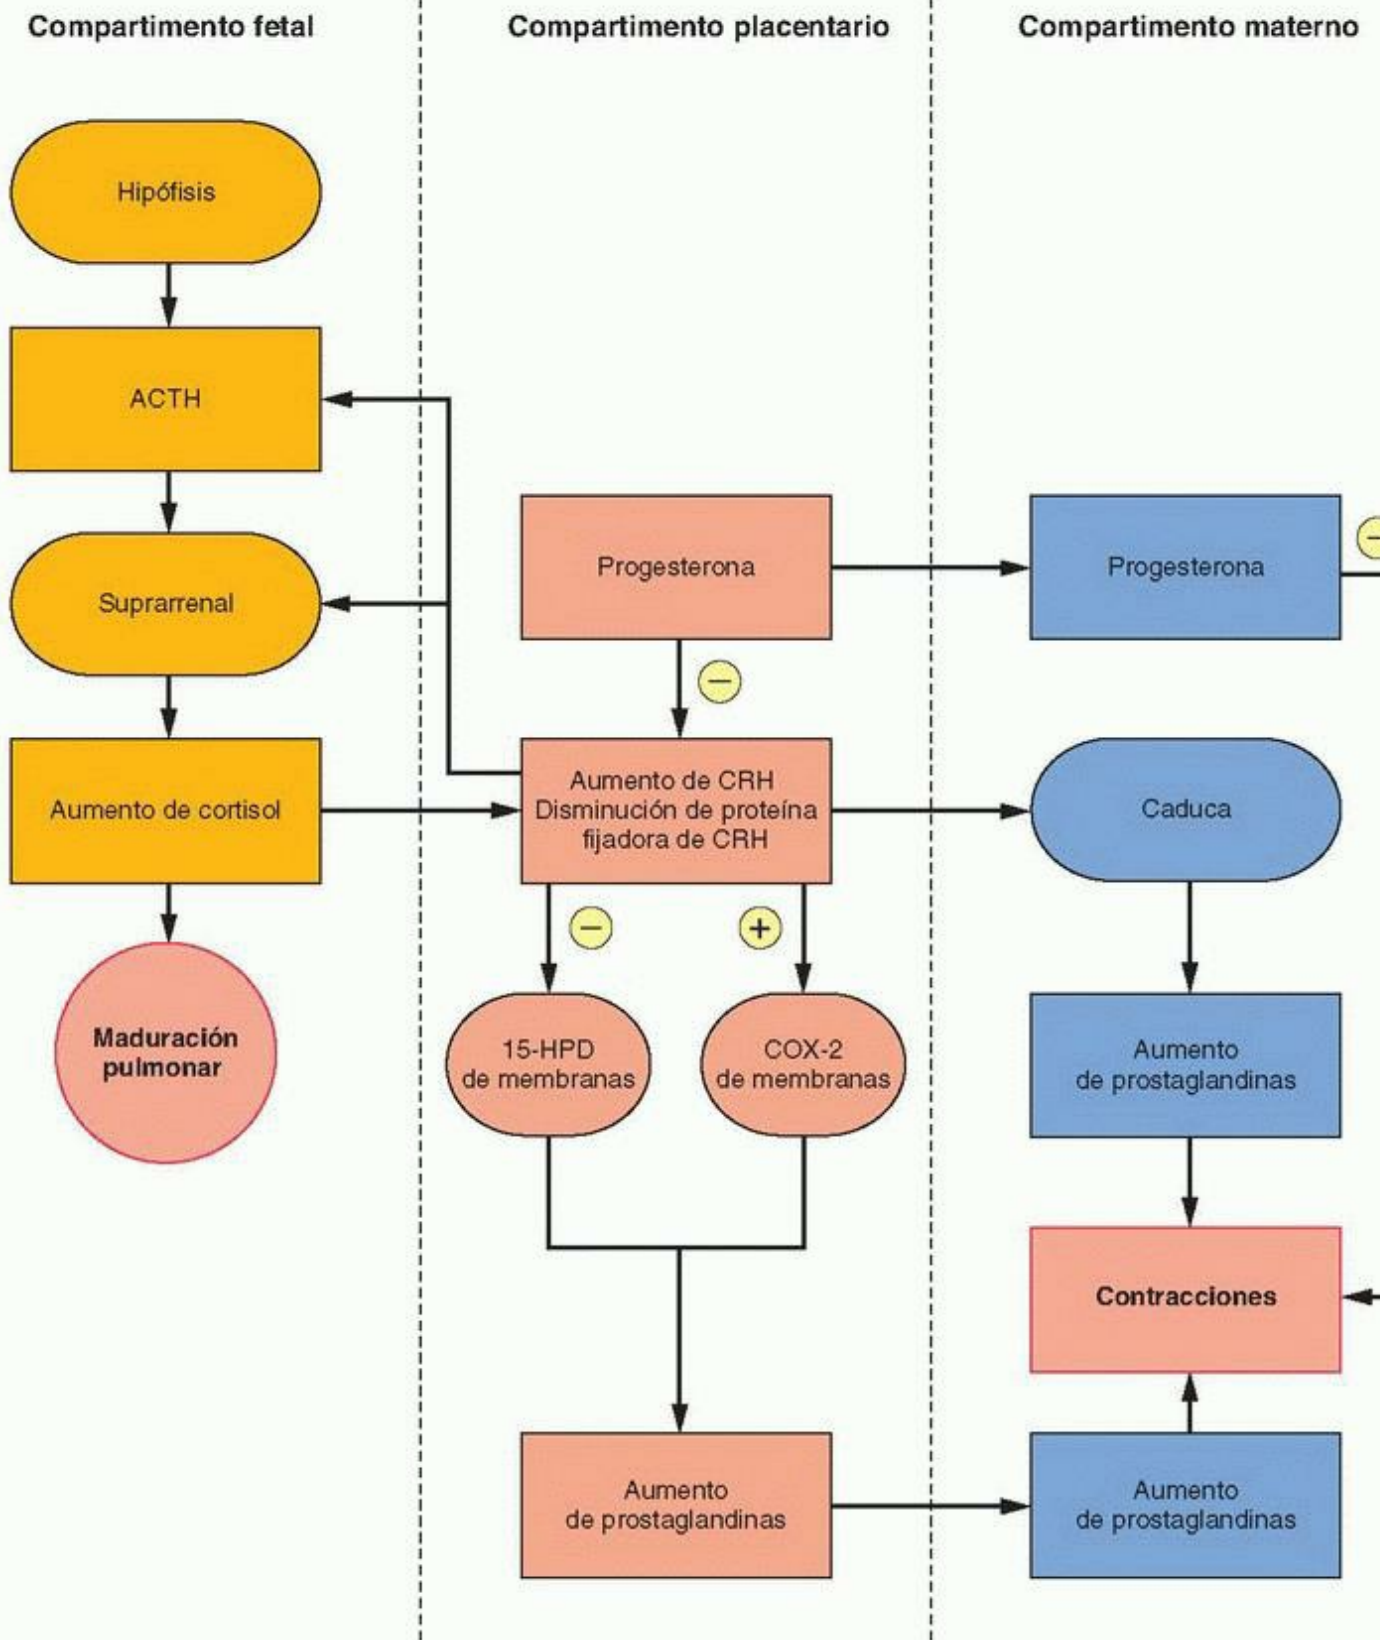 Compartimento fetal
Compartimento placentario
Compartimento materno
Hipófisis
ACTH
Suprarrenal
Aumento de cortisol
Maduración
pulmonar
Progesterona
−
Aumento de CRH
Disminución de proteína
fijadora de CRH
−
+
15-HPD
de membranas
COX-2
de membranas
Aumento
de prostaglandinas
Progesterona
−
Caduca
Aumento
de prostaglandinas
Contracciones
Aumento
de prostaglandinas